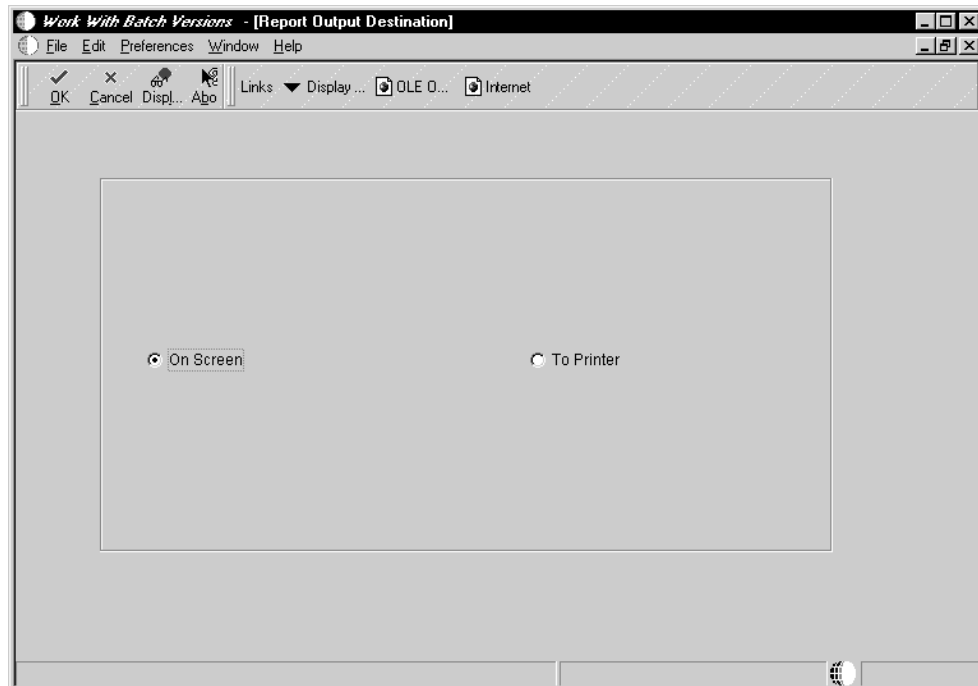 Work With Batch Versions - [Report Output Destination]
File Edit Preferences Window Help
OK Cancel Displ... Abo Links Display ... OLE O... Internet
On Screen To Printer